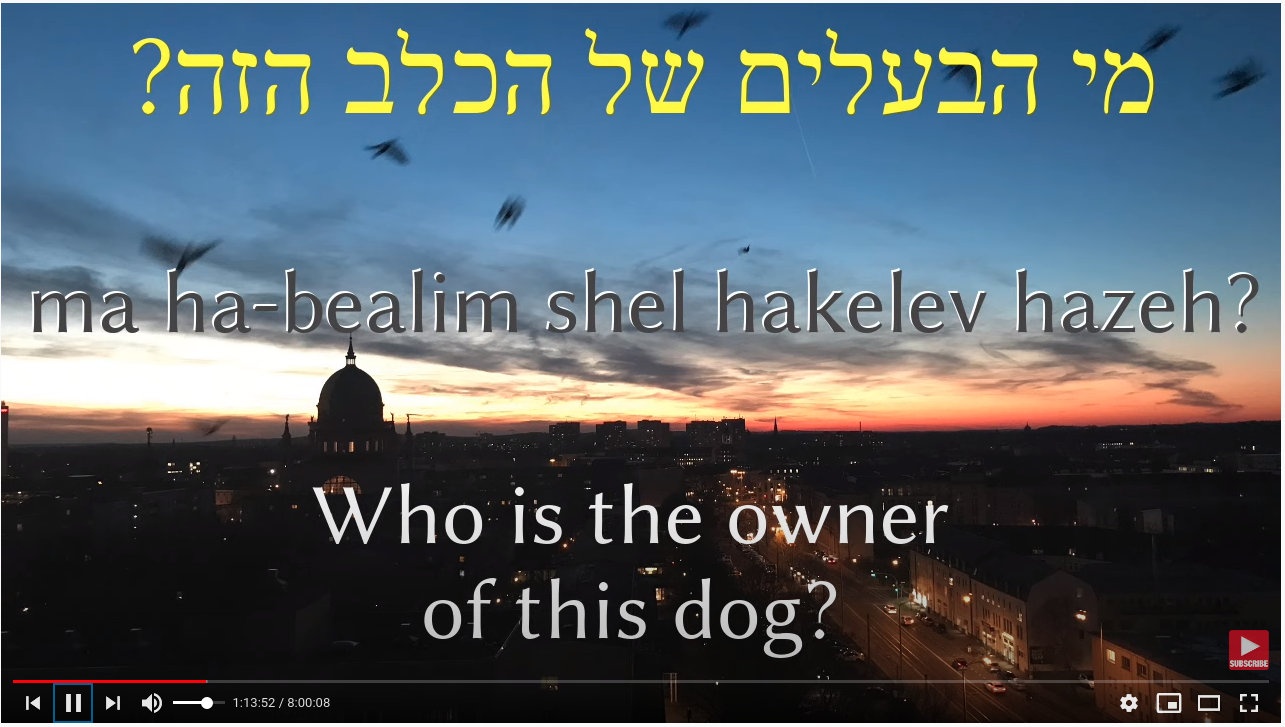 מי הבעלים של הכלב הזה?
ma ha-bealim shel hakelev hazeh?
Who is the owner
of this dog?
SUBSCRIBE
1:13:52 / 8:00:08